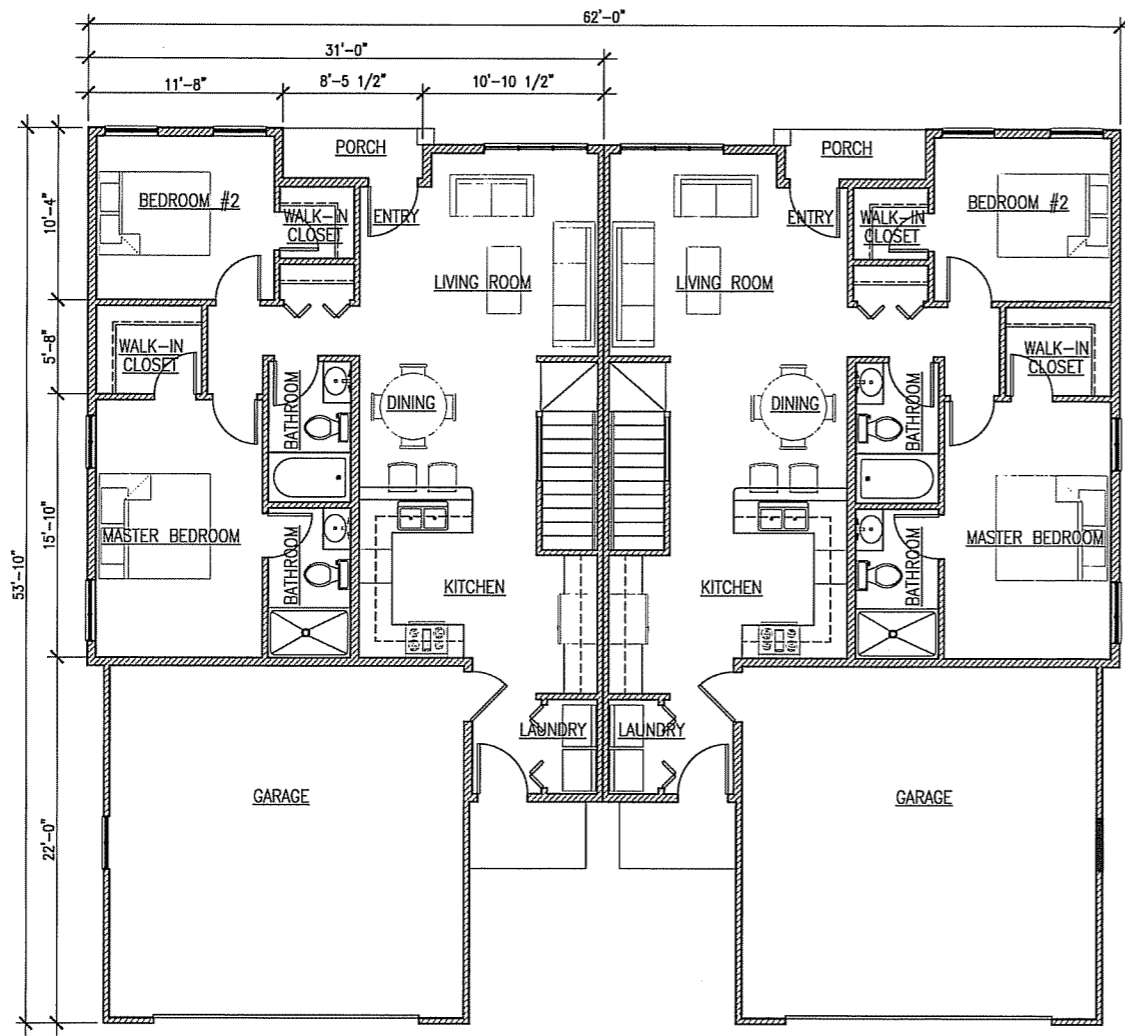 62'-0"
31'-0"
11'-8"
8'-5 1/2"
10'-10 1/2"
PORCH
PORCH
10'-4"
BEDROOM #2
WALK-IN
CLOSET
ENTRY
ENTRY
WALK-IN
CLOSET
BEDROOM #2
LIVING ROOM
LIVING ROOM
5'-8"
WALK-IN
CLOSET
WALK-IN
CLOSET
BATHROOM
DINING
DINING
BATHROOM
53'-10"
15'-10"
MASTER BEDROOM
MASTER BEDROOM
BATHROOM
KITCHEN
KITCHEN
BATHROOM
LAUNDRY
LAUNDRY
22'-0"
GARAGE
GARAGE